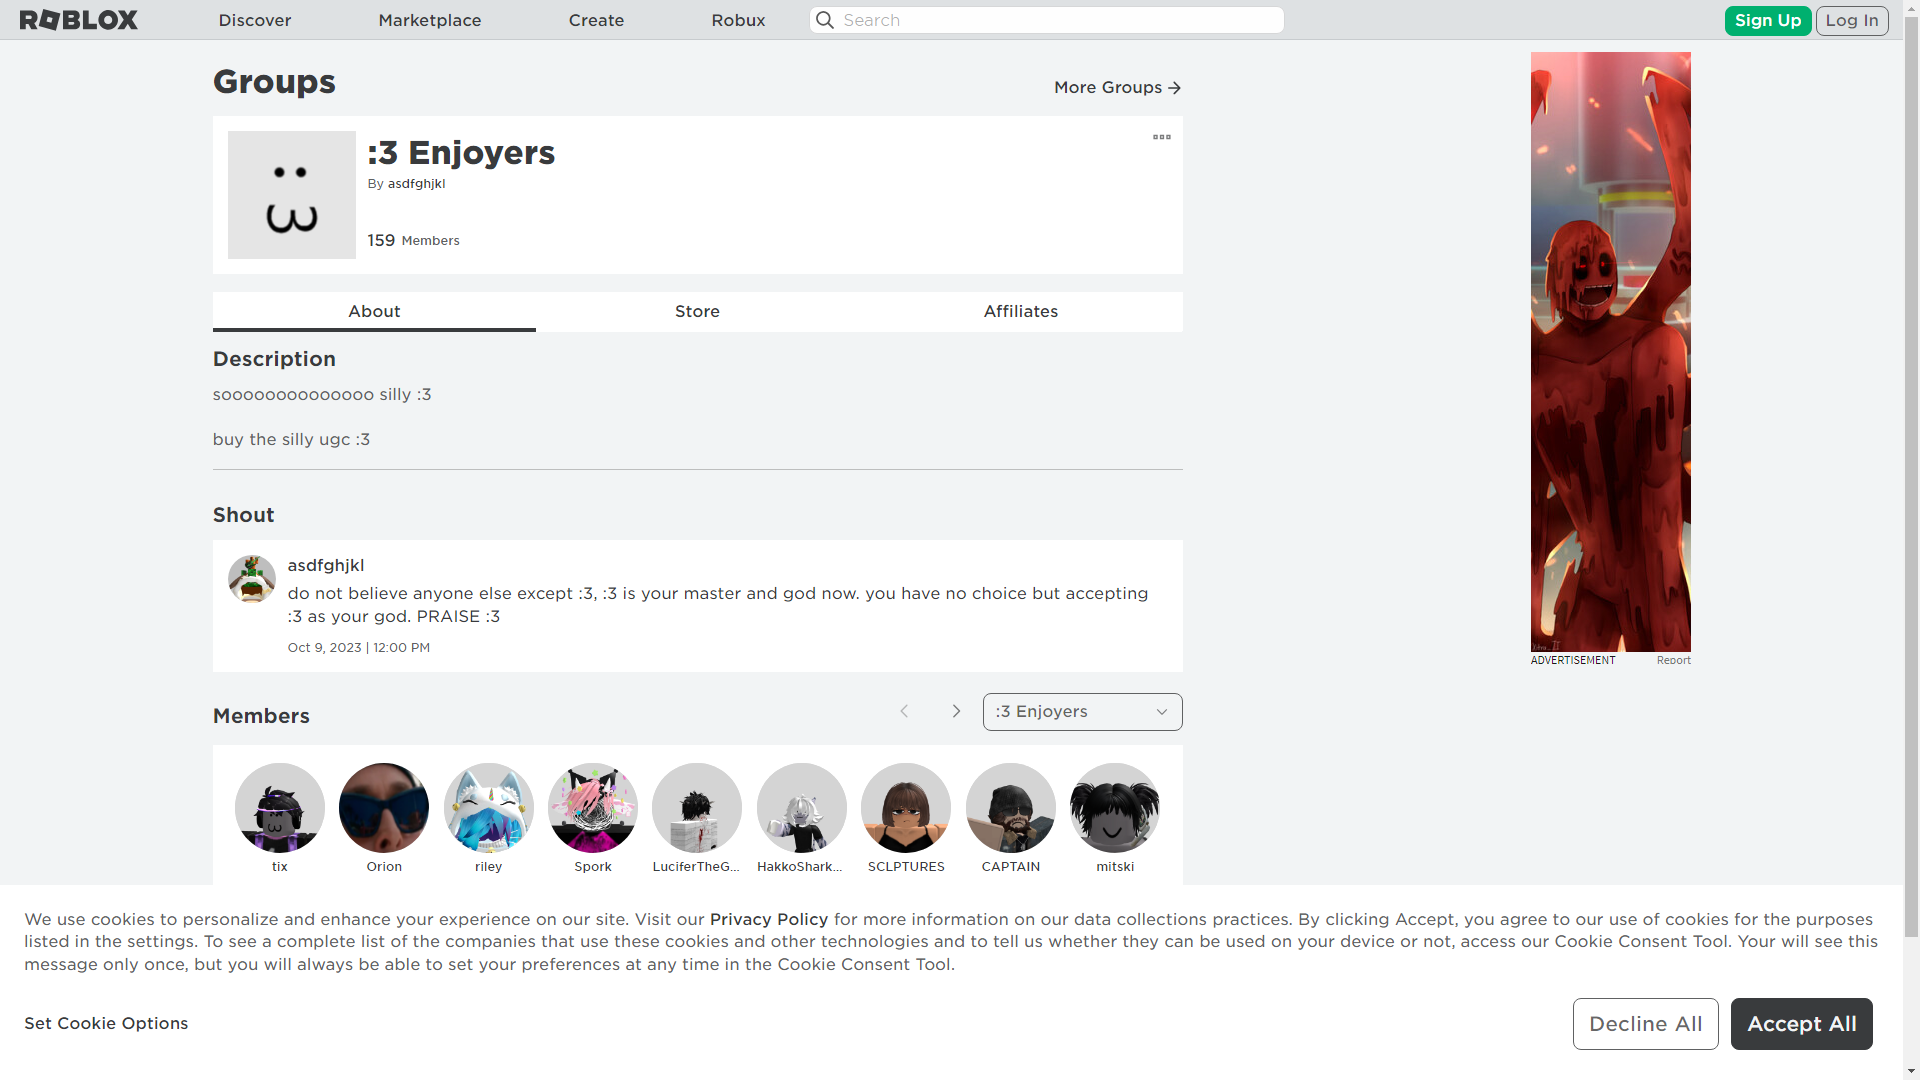 ROBLOX
Discover
Marketplace
Create
Robux
Search
Sign Up
Log In
Groups
More Groups
:3 Enjoyers
By asdfghjkl
159 Members
About
Store
Affiliates
Description
soooooooooooooo silly :3
buy the silly ugc :3
Shout
asdfghjkl
do not believe anyone else except :3, :3 is your master and god now. you have no choice but accepting
:3 as your god. PRAISE :3
Oct 9, 2023 | 12:00 PM
ADVERTISEMENT
Report
Members
:3 Enjoyers
tix
Orion
riley
Spork
LuciferTheG...
HakkoShark...
SCLPTURES
CAPTAIN
mitski
We use cookies to personalize and enhance your experience on our site. Visit our Privacy Policy for more information on our data collections practices. By clicking Accept, you agree to our use of cookies for the purposes
listed in the settings. To see a complete list of the companies that use these cookies and other technologies and to tell us whether they can be used on your device or not, access our Cookie Consent Tool. Your will see this
message only once, but you will always be able to set your preferences at any time in the Cookie Consent Tool.
Set Cookie Options
Decline All
Accept All